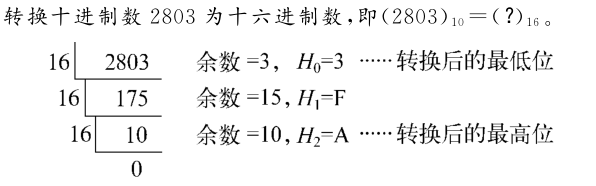 转换十进制数 2803 为十六进制数,即(2803)₁₀=(?)₁₆。
16 2803 余数=3, H₀=3 ……转换后的最低位
16 175 余数=15, H₁=F
16 10 余数=10, H₂=A ……转换后的最高位
0